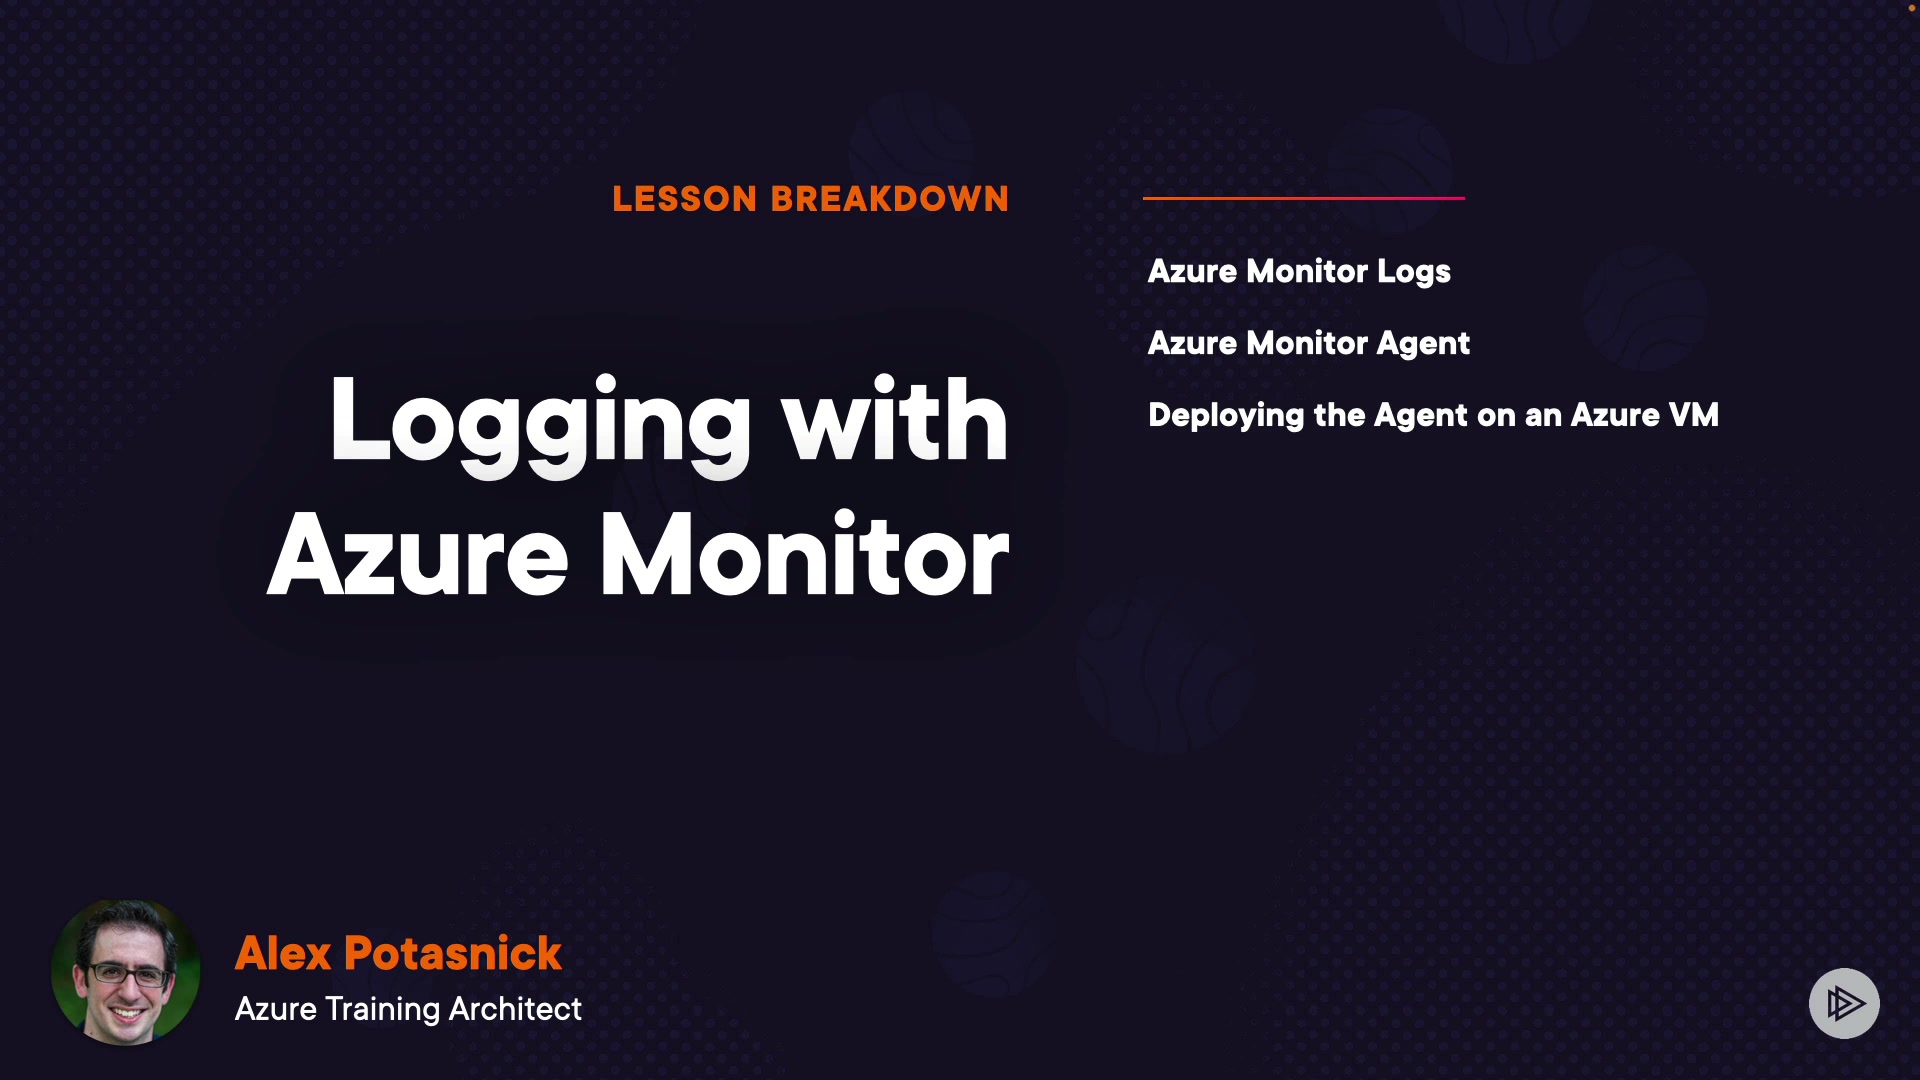 LESSON BREAKDOWN
Logging with
Azure Monitor
Azure Monitor Logs
Azure Monitor Agent
Deploying the Agent on an Azure VM
Alex Potasnick
Azure Training Architect